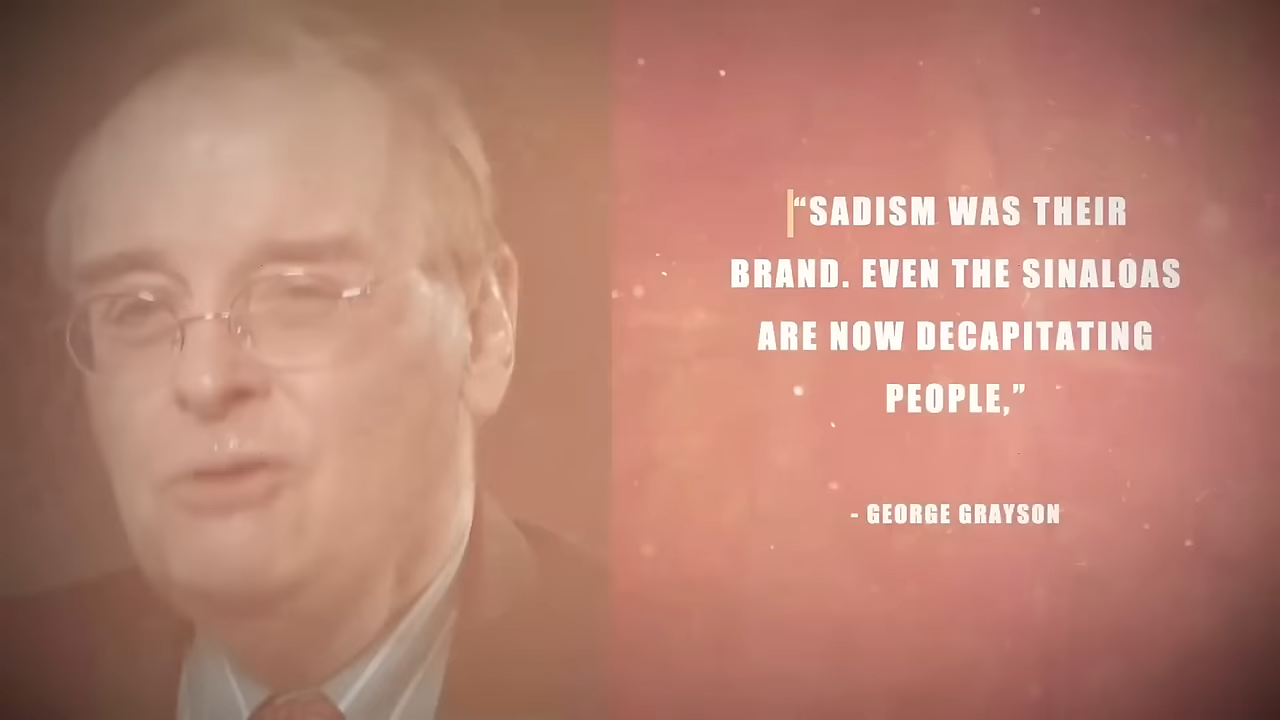 “SADISM WAS THEIR
BRAND. EVEN THE SINALOAS
ARE NOW DECAPITATING
PEOPLE,”
- GEORGE GRAYSON